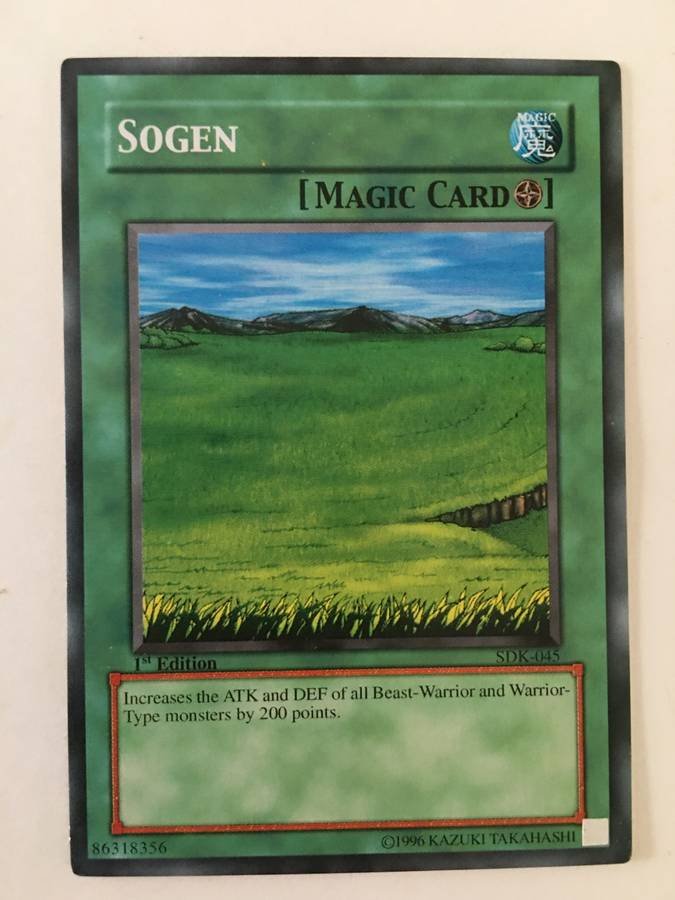 SOGEN
MAGIC
魔
[MAGIC CARD]
1st Edition
SDK-045
Increases the ATK and DEF of all Beast-Warrior and Warrior-
Type monsters by 200 points.
86318356
©1996 KAZUKI TAKAHASHI